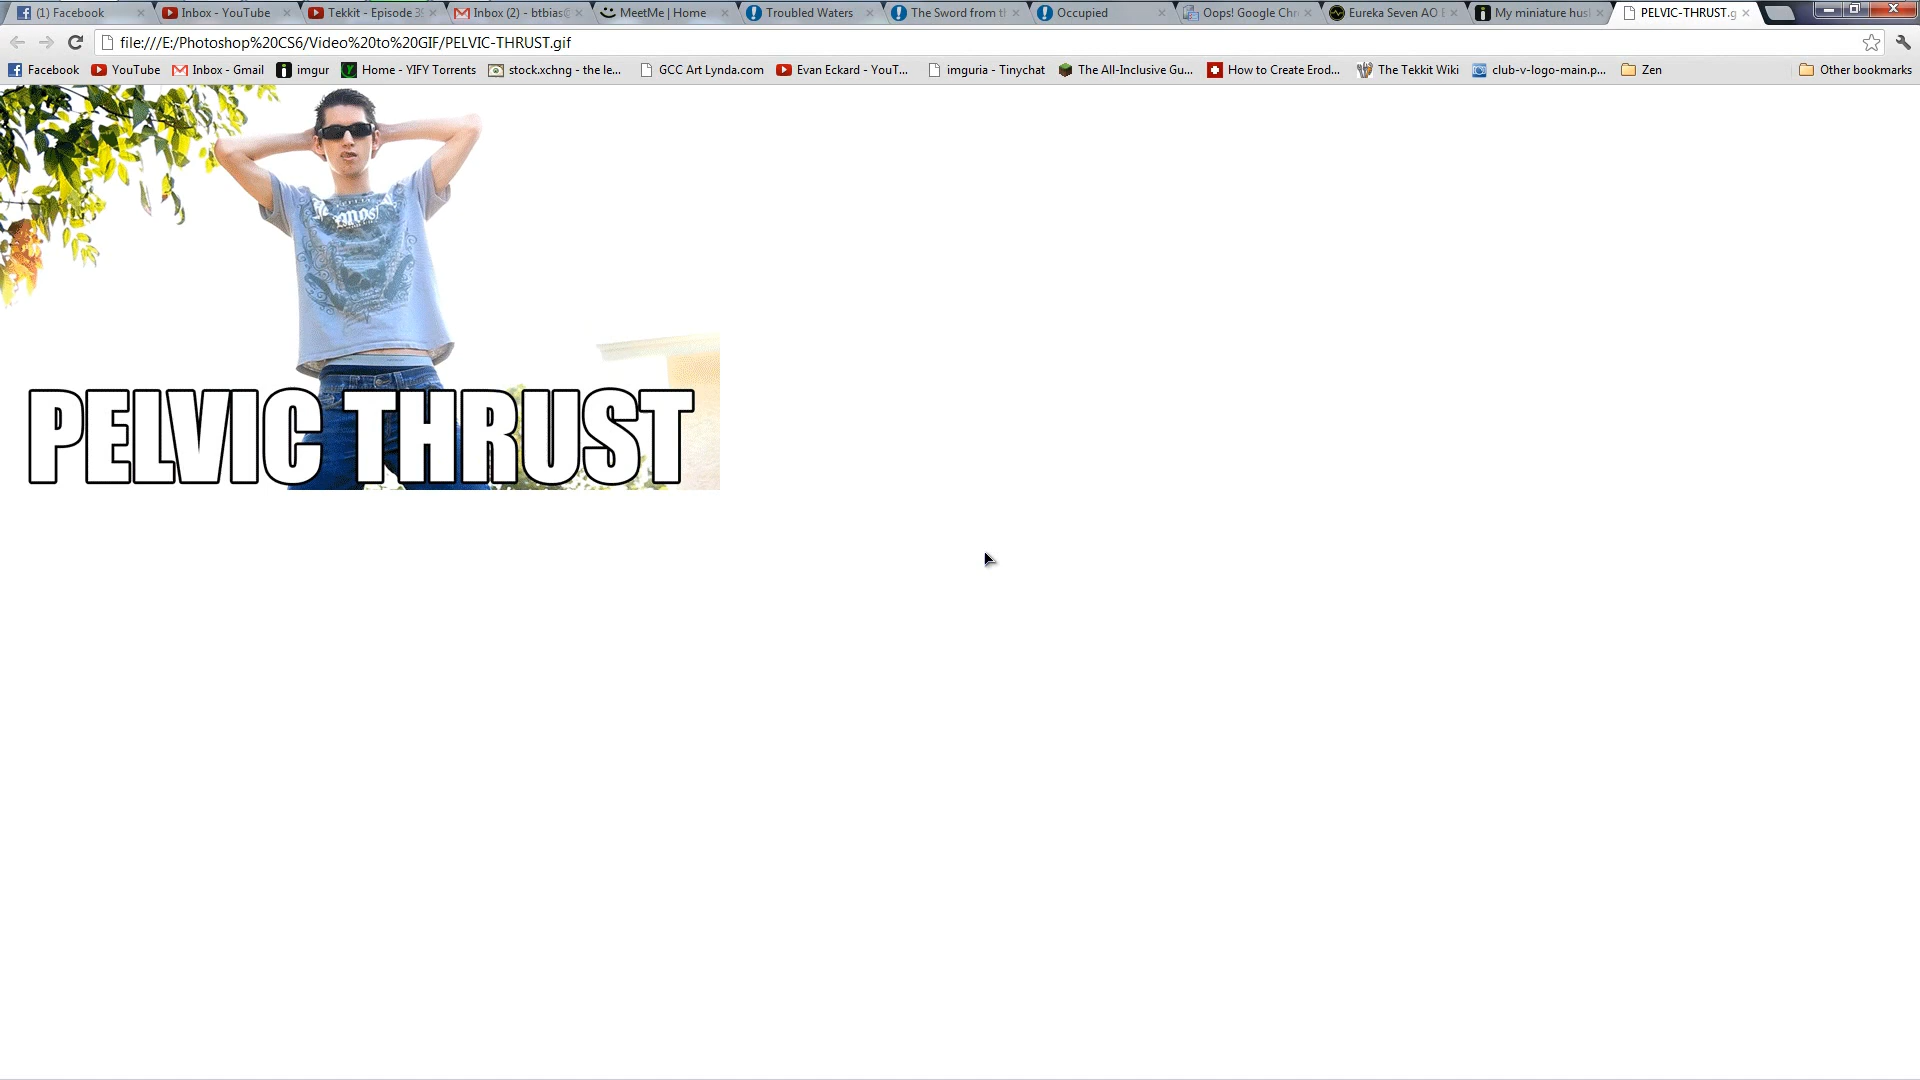 (1) Facebook
Inbox - YouTube
Tekkit - Episode 3
Inbox (2) - btbias@
MeetMe | Home
Troubled Waters
The Sword from t
Occupied
Oops! Google Chr
Eureka Seven AO
My miniature hus
PELVIC-THRUST.g
file:///E:/Photoshop%20CS6/Video%20to%20GIF/PELVIC-THRUST.gif
Facebook
YouTube
Inbox - Gmail
imgur
Home - YIFY Torrents
stock.xchng - the le...
GCC Art Lynda.com
Evan Eckard - YouT...
imguria - Tinychat
The All-Inclusive Gu...
How to Create Erod...
The Tekkit Wiki
club-v-logo-main.p...
Zen
Other bookmarks
PELVIC THRUST